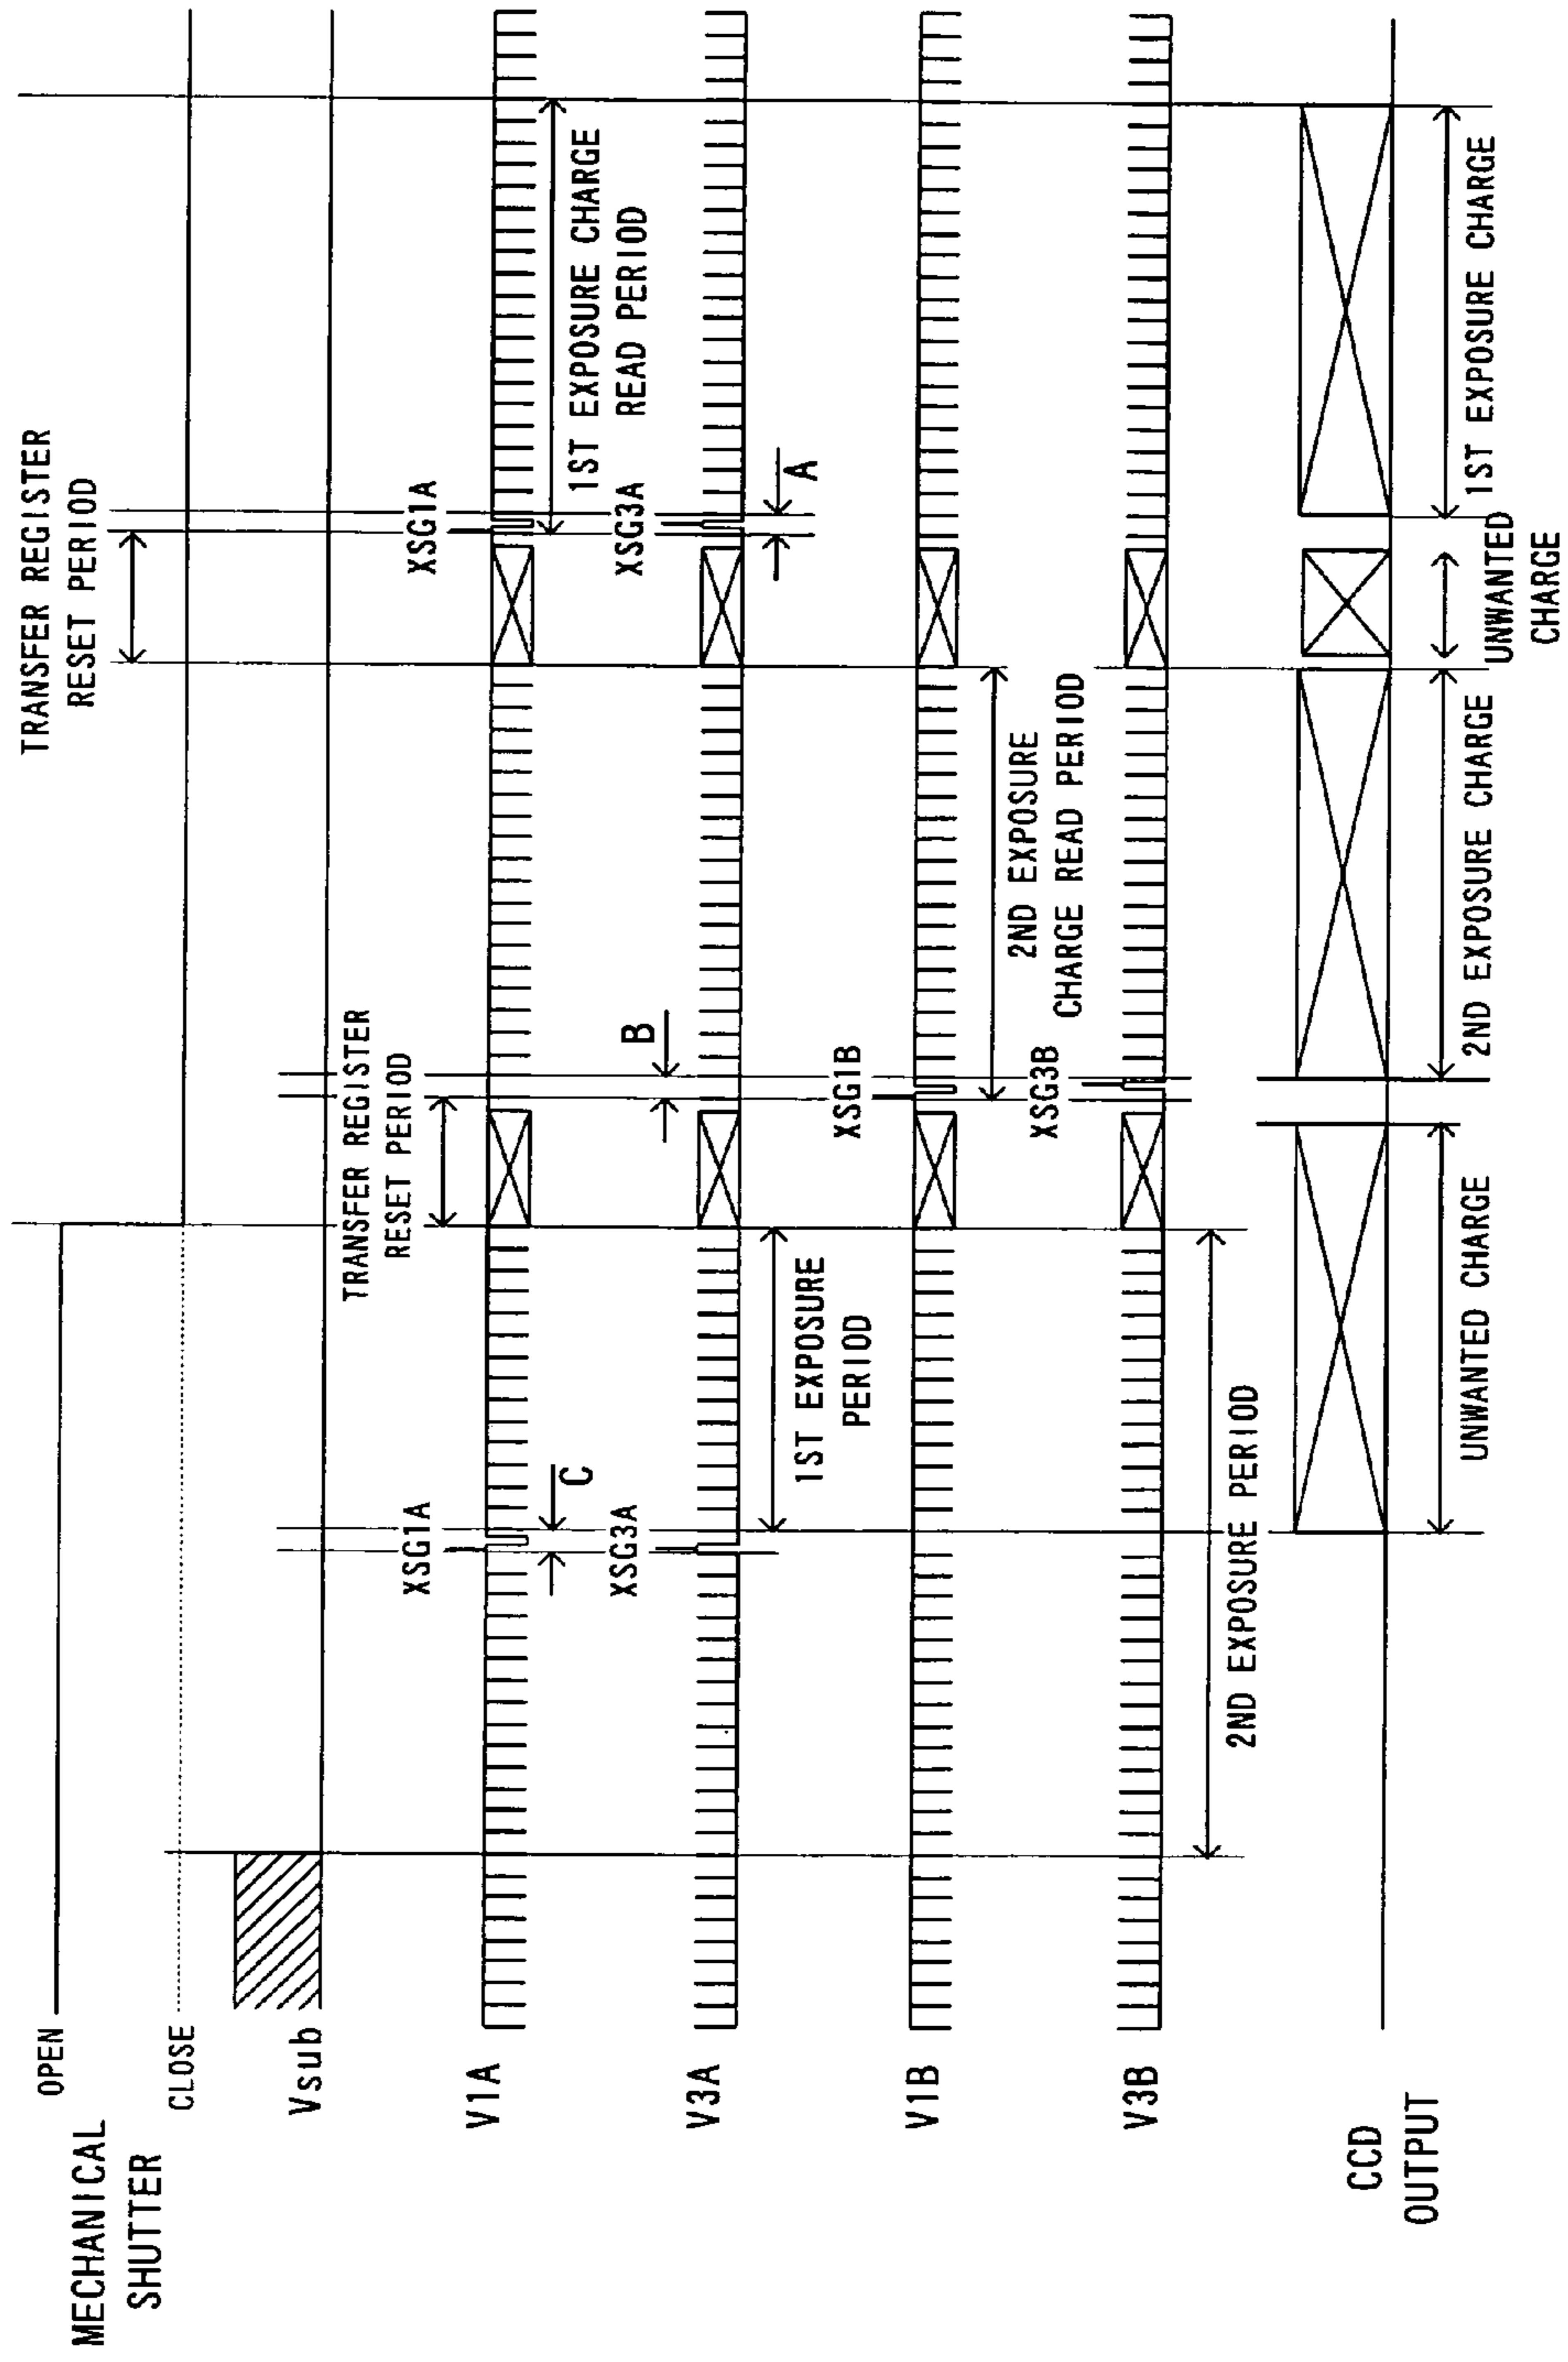 MECHANICAL
SHUTTER
OPEN
CLOSE
TRANSFER REGISTER
RESET PERIOD
Vsub
TRANSFER REGISTER
RESET PERIOD
V1A
XSG1A
C
XSG1A
1ST EXPOSURE CHARGE
READ PERIOD
V3A
XSG3A
B
XSG3A
A
1ST EXPOSURE
PERIOD
V1B
XSG1B
2ND EXPOSURE
CHARGE READ PERIOD
V3B
XSG3B
2ND EXPOSURE PERIOD
CCD
OUTPUT
UNWANTED CHARGE
2ND EXPOSURE CHARGE
UNWANTED
CHARGE
1ST EXPOSURE CHARGE